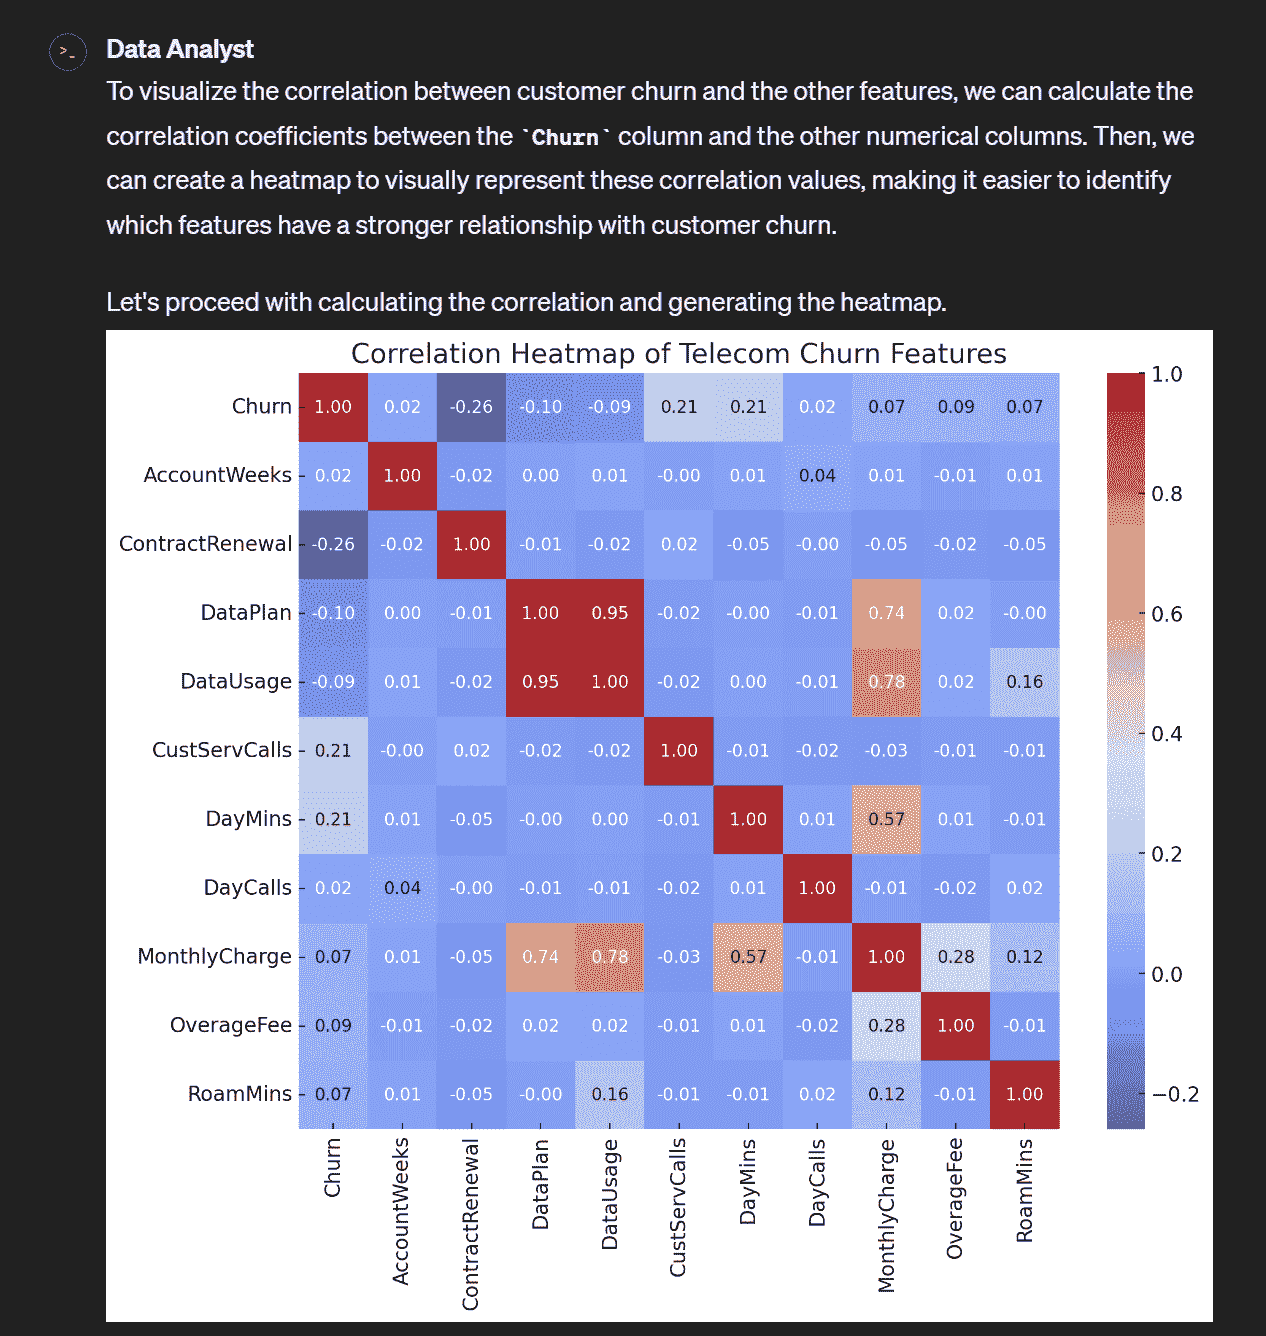 >_
Data Analyst
To visualize the correlation between customer churn and the other features, we can calculate the
correlation coefficients between the `Churn` column and the other numerical columns. Then, we
can create a heatmap to visually represent these correlation values, making it easier to identify
which features have a stronger relationship with customer churn.
Let's proceed with calculating the correlation and generating the heatmap.
Correlation Heatmap of Telecom Churn Features
Churn 1.00 0.02 -0.26 -0.10 -0.09 0.21 0.21 0.02 0.07 0.09 0.07
AccountWeeks 0.02 1.00 -0.02 0.00 0.01 -0.00 0.01 0.04 0.01 -0.01 0.01
ContractRenewal -0.26 -0.02 1.00 -0.01 -0.02 0.02 -0.05 -0.00 -0.05 -0.02 -0.05
DataPlan -0.10 0.00 -0.01 1.00 0.95 -0.02 -0.00 -0.01 0.74 0.02 -0.00
DataUsage -0.09 0.01 -0.02 0.95 1.00 -0.02 0.00 -0.01 0.78 0.02 0.16
CustServCalls 0.21 -0.00 0.02 -0.02 -0.02 1.00 -0.01 -0.02 -0.03 -0.01 -0.01
DayMins 0.21 0.01 -0.05 -0.00 0.00 -0.01 1.00 0.01 0.57 0.01 -0.01
DayCalls 0.02 0.04 -0.00 -0.01 -0.01 -0.02 0.01 1.00 -0.01 -0.02 0.02
MonthlyCharge 0.07 0.01 -0.05 0.74 0.78 -0.03 0.57 -0.01 1.00 0.28 0.12
OverageFee 0.09 -0.01 -0.02 0.02 0.02 -0.01 0.01 -0.02 0.28 1.00 -0.01
RoamMins 0.07 0.01 -0.05 -0.00 0.16 -0.01 -0.01 0.02 0.12 -0.01 1.00
Churn
AccountWeeks
ContractRenewal
DataPlan
DataUsage
CustServCalls
DayMins
DayCalls
MonthlyCharge
OverageFee
RoamMins
1.0
0.8
0.6
0.4
0.2
0.0
−0.2